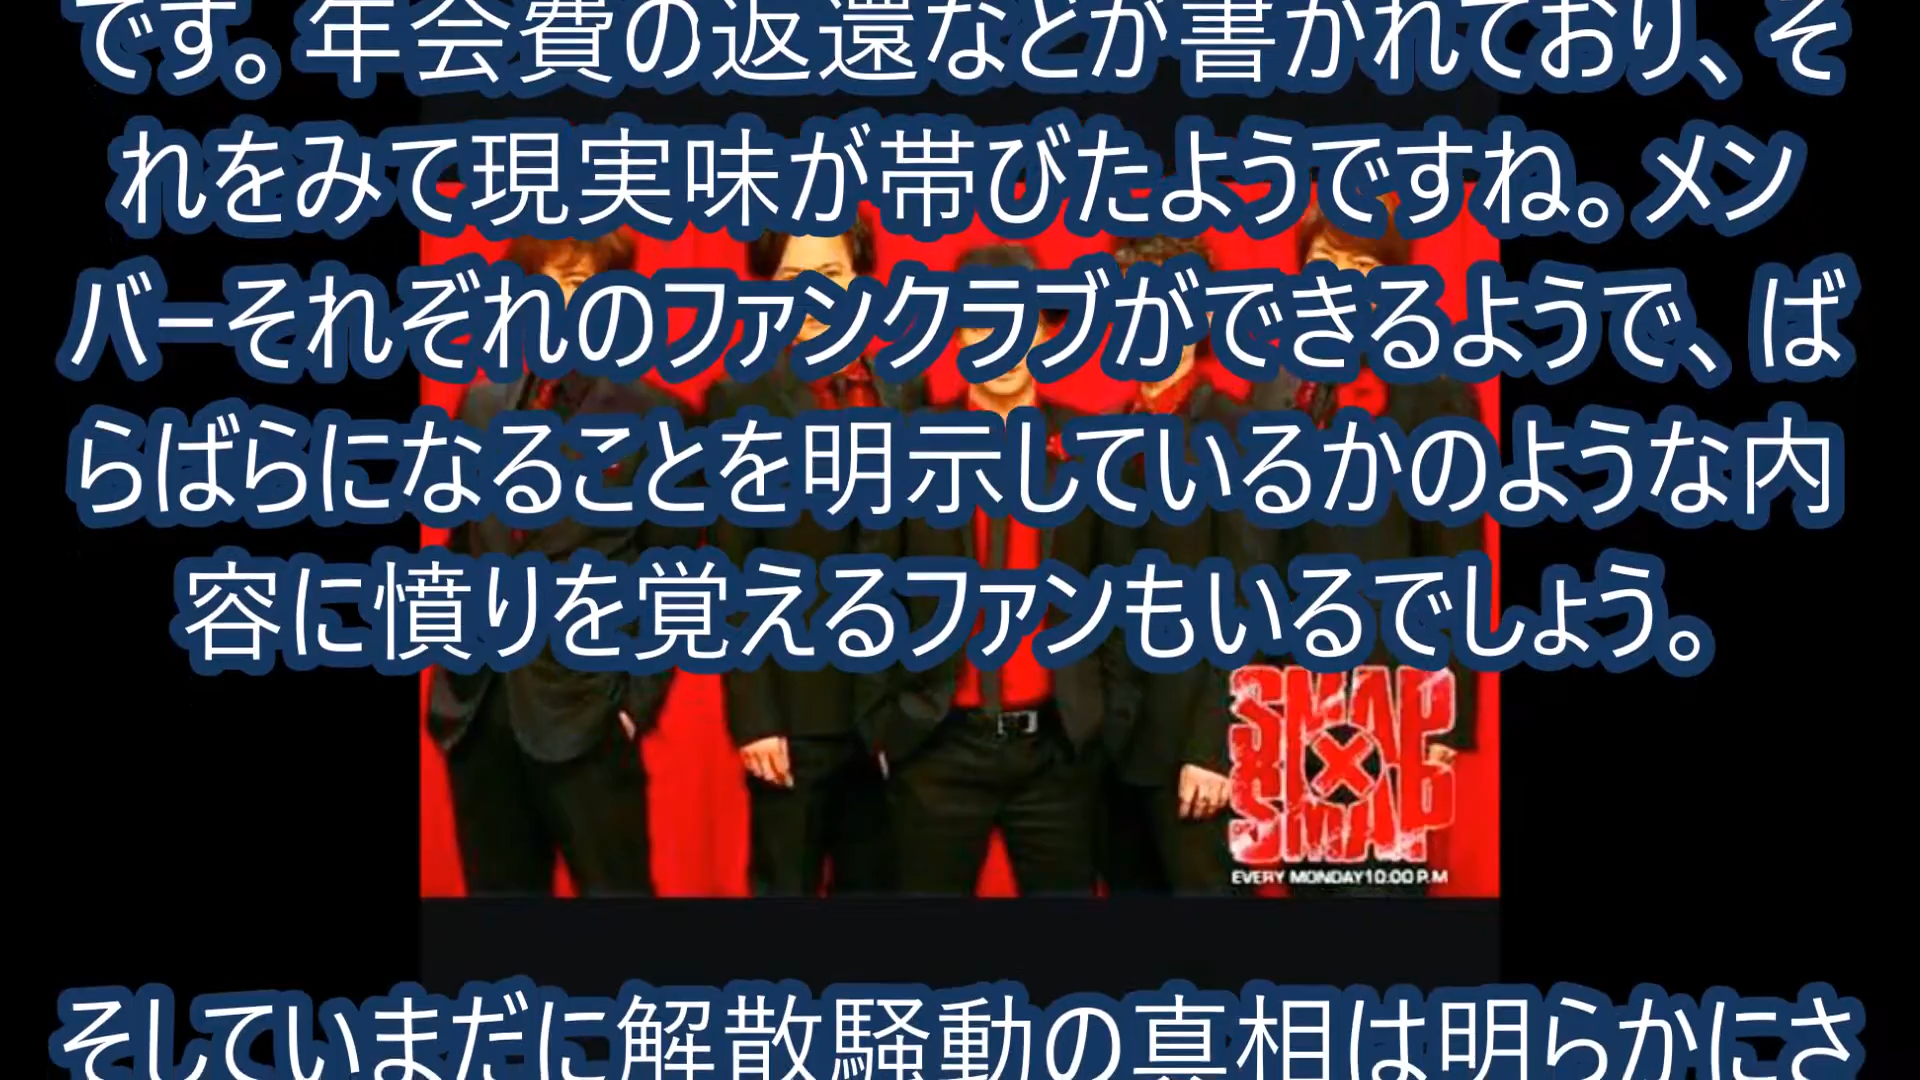 です。年会費の返還などが書かれており、そ
れをみて現実味が帯びたようですね。メン
バーそれぞれのファンクラブができるようで、ば
らばらになることを明示しているかのような内
容に憤りを覚えるファンもいるでしょう。
SMAP
×
SMAP
EVERY MONDAY 10:00 P.M
そしていまだに解散騒動の真相は明らかにさ